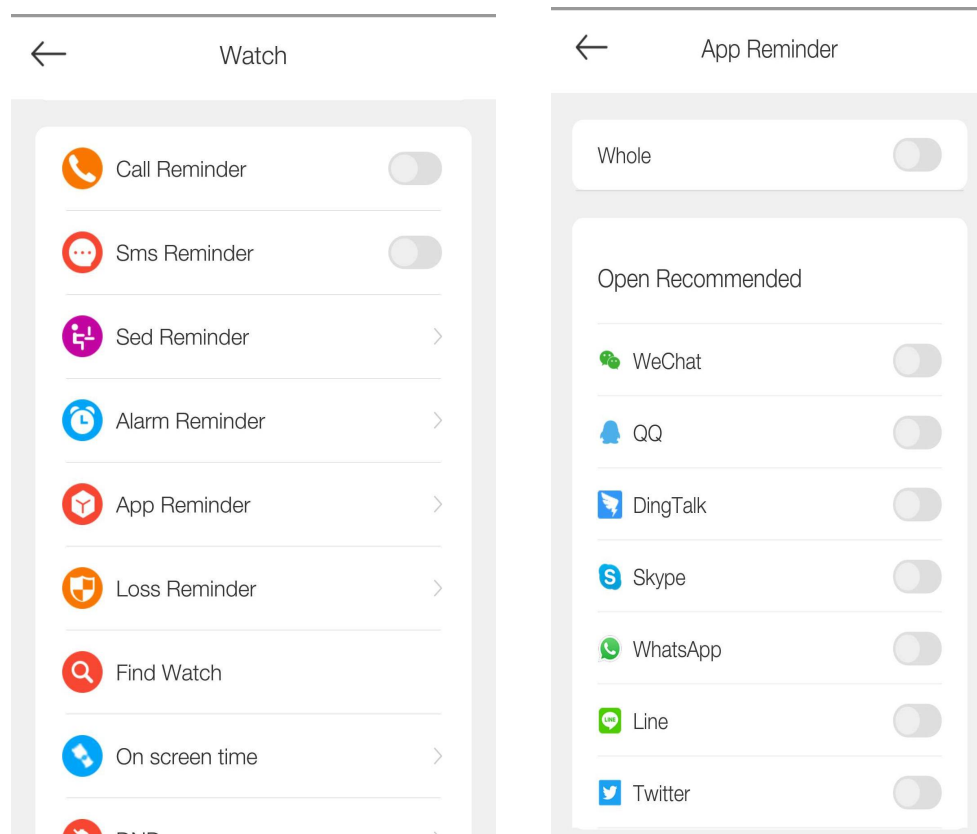 Watch
Call Reminder
Sms Reminder
Sed Reminder
Alarm Reminder
App Reminder
Loss Reminder
Find Watch
On screen time
App Reminder
Whole
Open Recommended
WeChat
QQ
DingTalk
Skype
WhatsApp
LINE
Line
Twitter